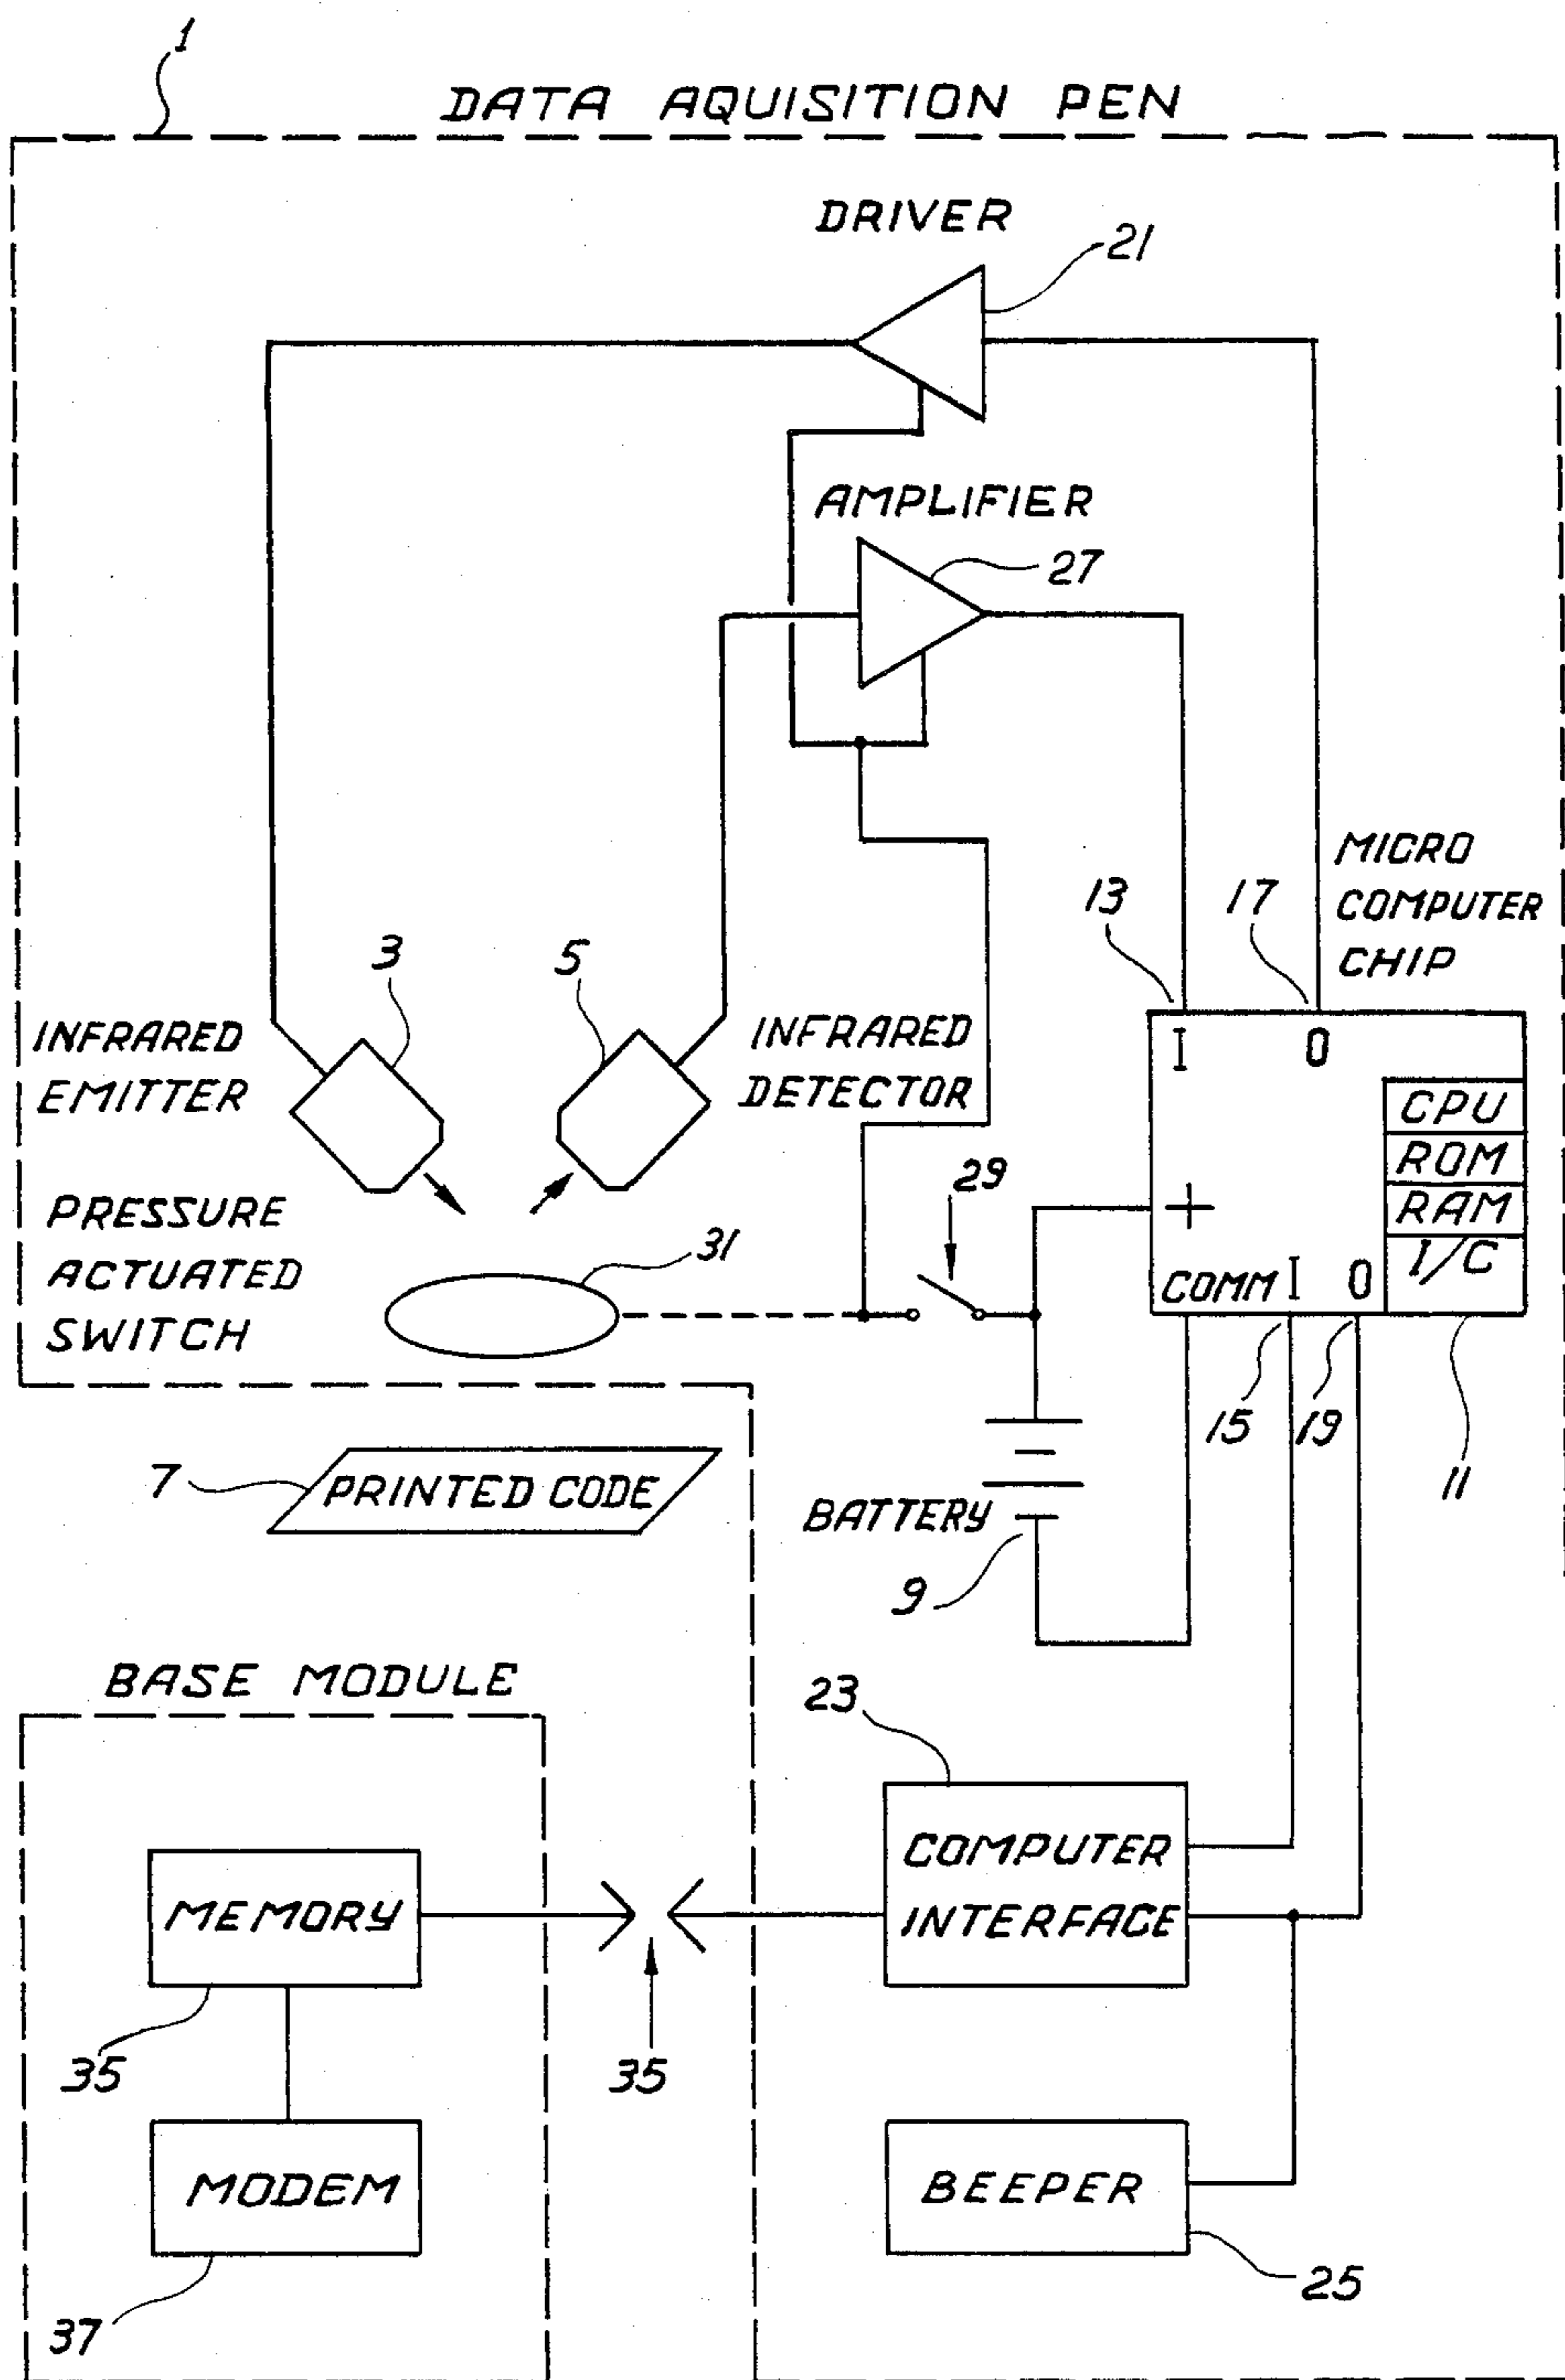 1
DATA AQUISITION PEN
DRIVER
21
AMPLIFIER
27
MICRO
COMPUTER
CHIP
13
17
3
5
INFRARED
EMITTER
INFRARED
DETECTOR
I
O
CPU
ROM
RAM
I/C
+
COMM I O
29
PRESSURE
ACTUATED
SWITCH
31
15
19
11
7
PRINTED CODE
BATTERY
9
BASE MODULE
23
COMPUTER
INTERFACE
MEMORY
35
35
MODEM
37
BEEPER
25